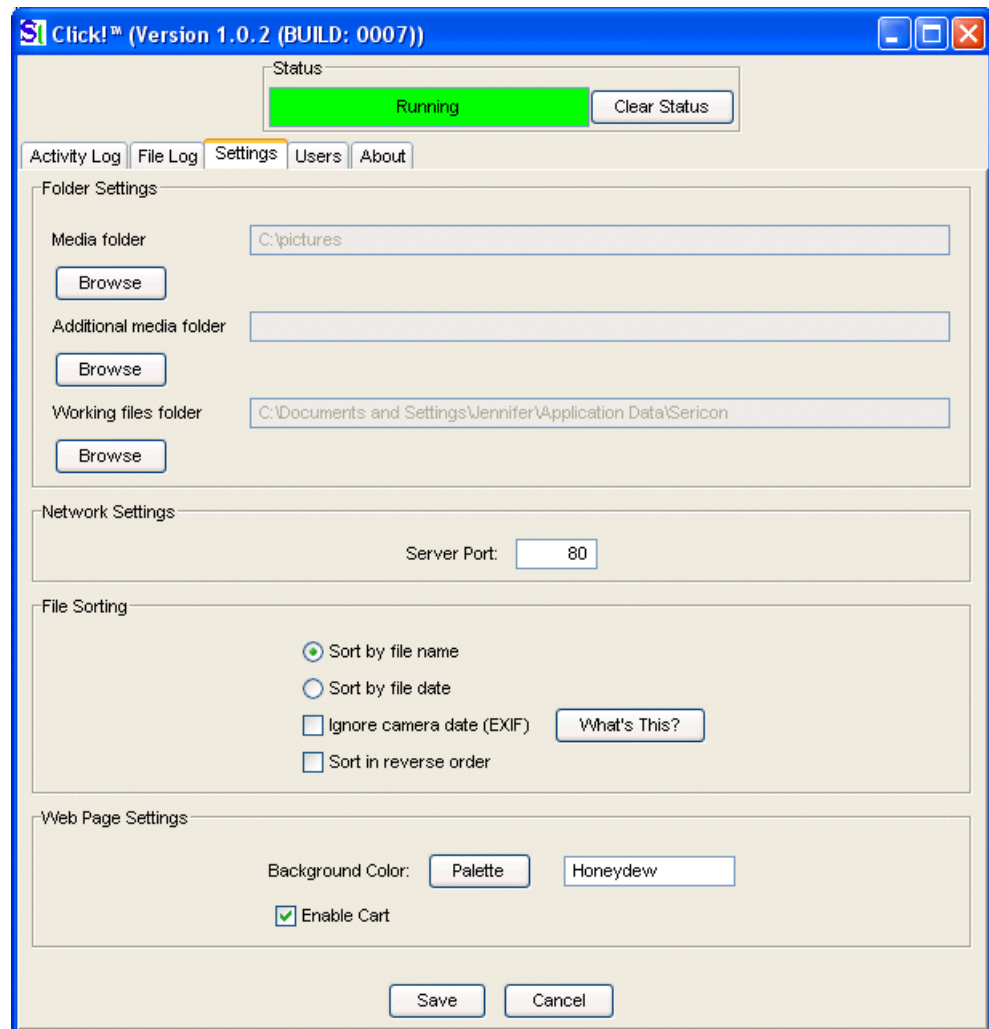 Click!™ (Version 1.0.2 (BUILD: 0007))
Status
Running Clear Status
Activity Log File Log Settings Users About
Folder Settings
Media folder C:\pictures
Browse
Additional media folder
Browse
Working files folder C:\Documents and Settings\Jennifer\Application Data\Sericon
Browse
Network Settings
Server Port: 80
File Sorting
Sort by file name
Sort by file date
Ignore camera date (EXIF) What's This?
Sort in reverse order
Web Page Settings
Background Color: Palette Honeydew
Enable Cart
Save Cancel